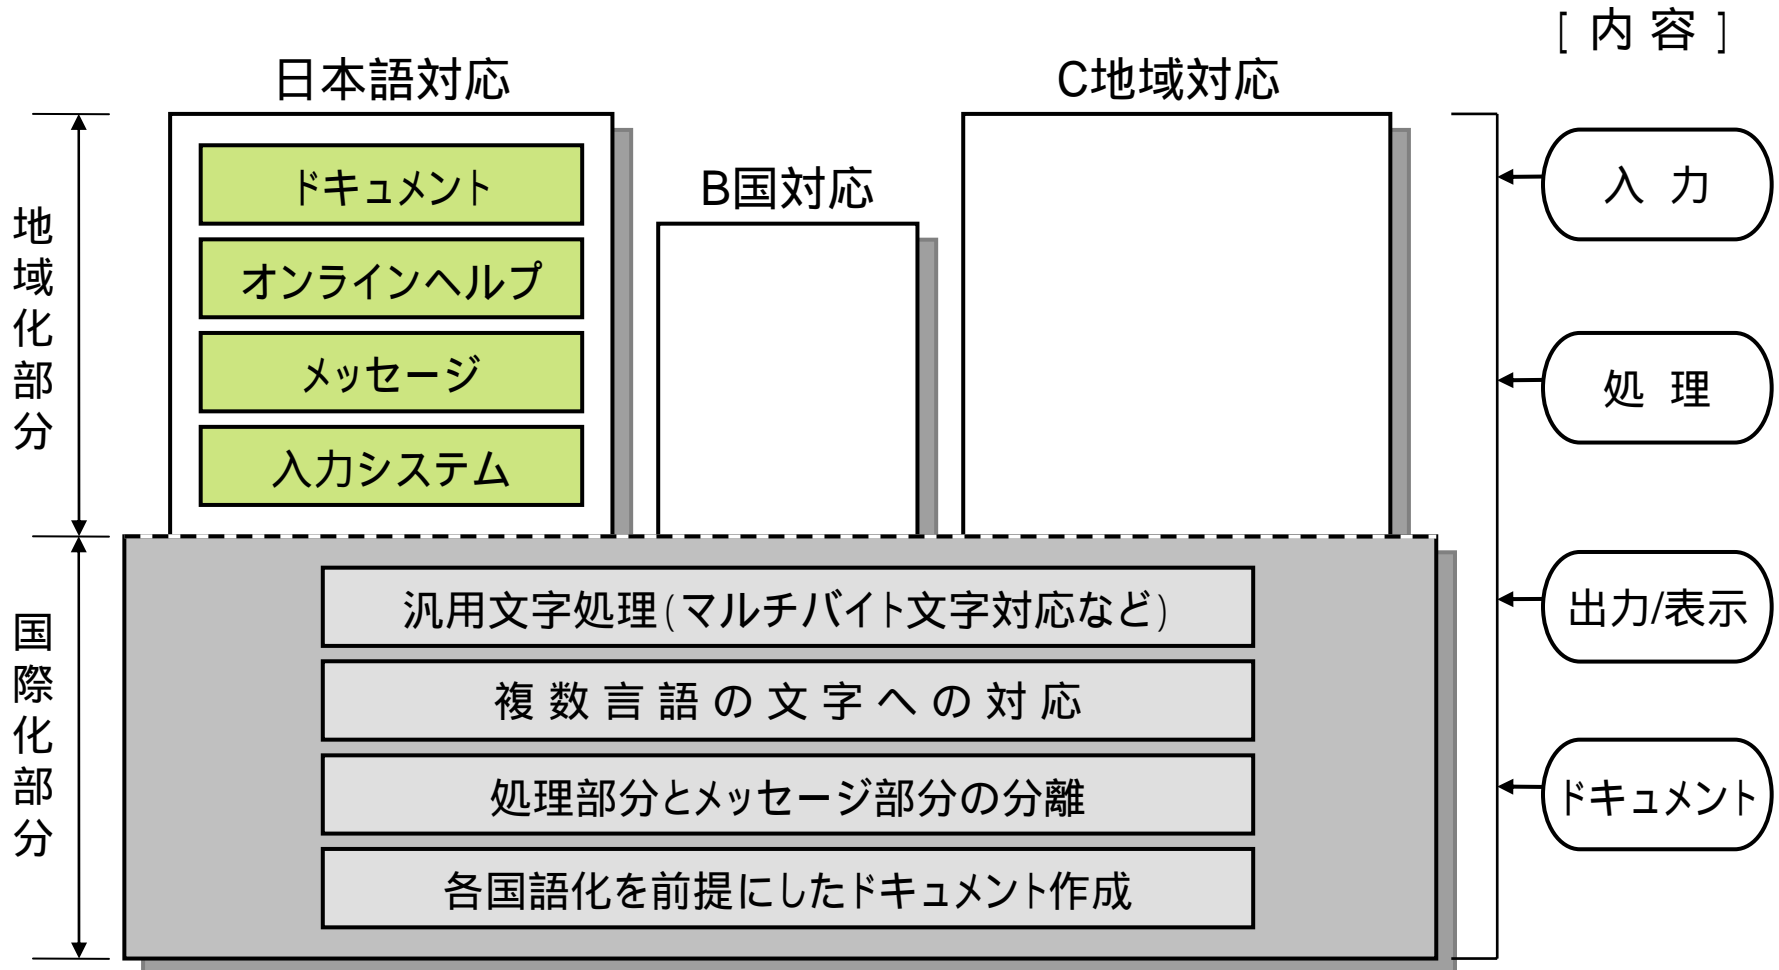 [ 内 容 ]
日本語対応
C地域対応
B国対応
地域化部分
ドキュメント
オンラインヘルプ
メッセージ
入力システム
国際化部分
汎用文字処理(マルチバイト文字対応など)
複数言語の文字への対応
処理部分とメッセージ部分の分離
各国語化を前提にしたドキュメント作成
入 力
処 理
出力/表示
ドキュメント